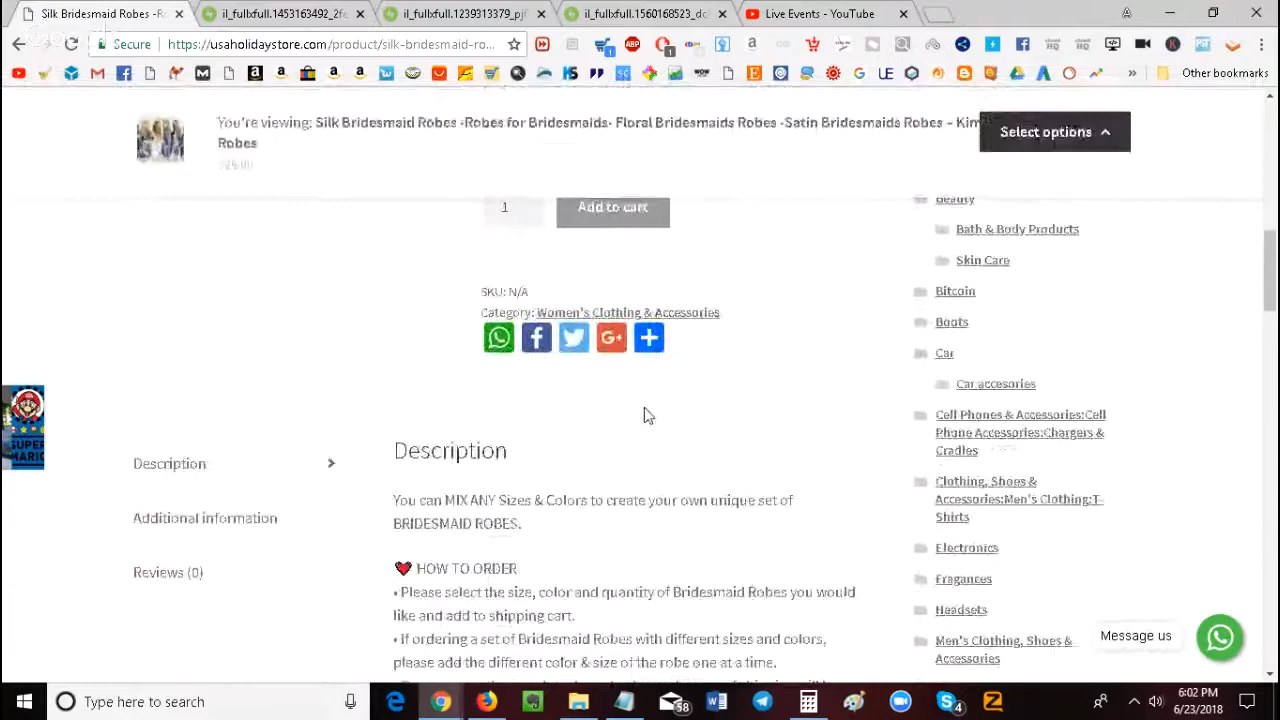 Silk Bridesmaid Robes -R
il_fullxfull.1453163492_2fe
il_fullxfull.1239313379_pjf
il_fullxfull.1560168523_d
Live Events - YouTube
Secure
https://usaholidaystore.com/product/silk-bridesmaid-ro...
Other bookmarks
You're viewing: Silk Bridesmaid Robes -Robes for Bridesmaids- Floral Bridesmaids Robes -Satin Bridesmaids Robes – Kim
Robes
Select options
1
Add to cart
SKU: N/A
Category: Women's Clothing & Accessories
Description
Additional information
Reviews (0)
Description
You can MIX ANY Sizes & Colors to create your own unique set of
BRIDESMAID ROBES.
❤ HOW TO ORDER
• Please select the size, color and quantity of Bridesmaid Robes you would
like and add to shipping cart.
• If ordering a set of Bridesmaid Robes with different sizes and colors,
please add the different color & size of the robe one at a time.
Beauty
Bath & Body Products
Skin Care
Bitcoin
Boots
Car
Car accesories
Cell Phones & Accessories:Cell
Phone Accessories:Chargers &
Cradles
Clothing, Shoes &
Accessories:Men's Clothing:T-
Shirts
Electronics
Fragances
Headsets
Men's Clothing, Shoes &
Accessories
SUPER
MARIO
Message us
Type here to search
58
4
6:02 PM
6/23/2018